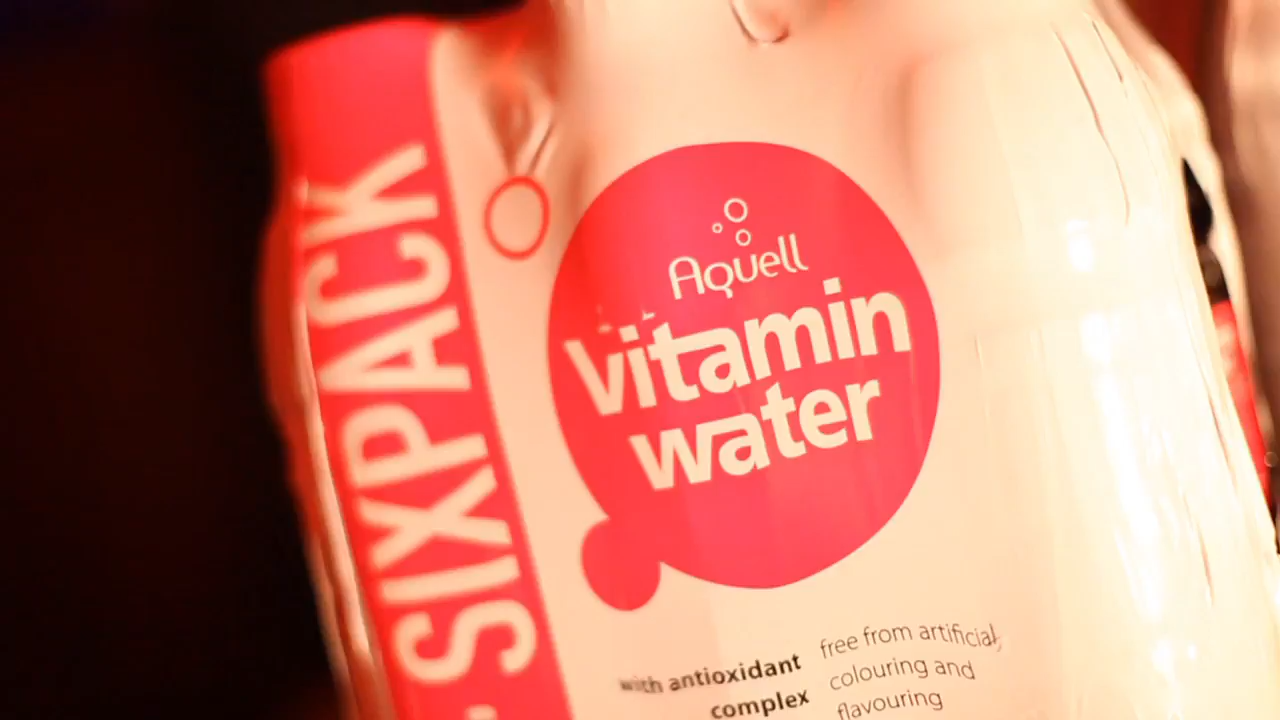 SIXPACK
Aquell
vitamin
water
with antioxidant
complex
free from artificial
colouring and
flavouring